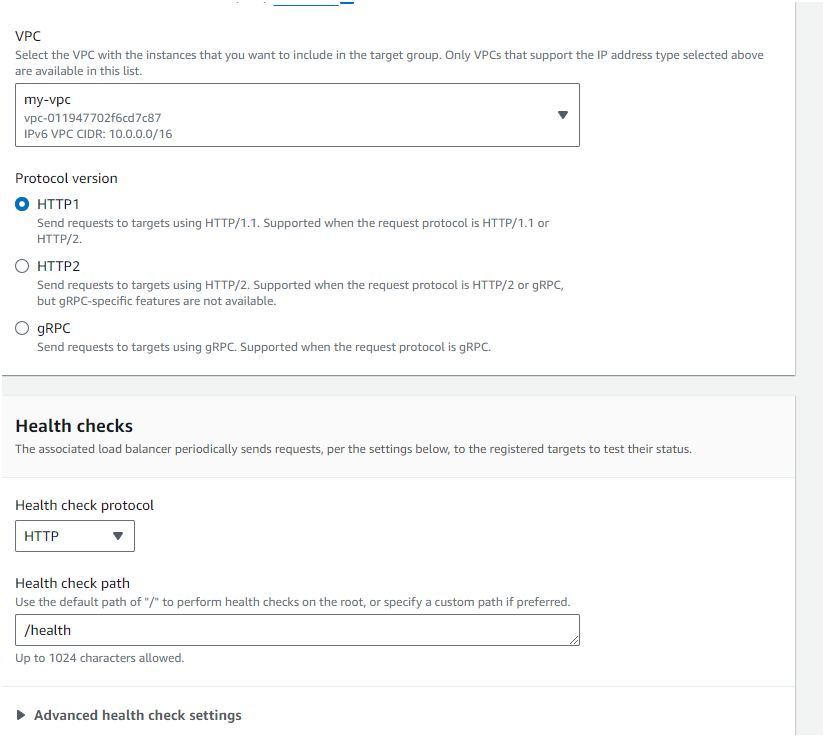 VPC
Select the VPC with the instances that you want to include in the target group. Only VPCs that support the IP address type selected above
are available in this list.
my-vpc
vpc-011947702f6cd7c87
IPv6 VPC CIDR: 10.0.0.0/16
Protocol version
HTTP1
Send requests to targets using HTTP/1.1. Supported when the request protocol is HTTP/1.1 or
HTTP/2.
HTTP2
Send requests to targets using HTTP/2. Supported when the request protocol is HTTP/2 or gRPC,
but gRPC-specific features are not available.
gRPC
Send requests to targets using gRPC. Supported when the request protocol is gRPC.
Health checks
The associated load balancer periodically sends requests, per the settings below, to the registered targets to test their status.
Health check protocol
HTTP
Health check path
Use the default path of "/" to perform health checks on the root, or specify a custom path if preferred.
/health
Up to 1024 characters allowed.
Advanced health check settings